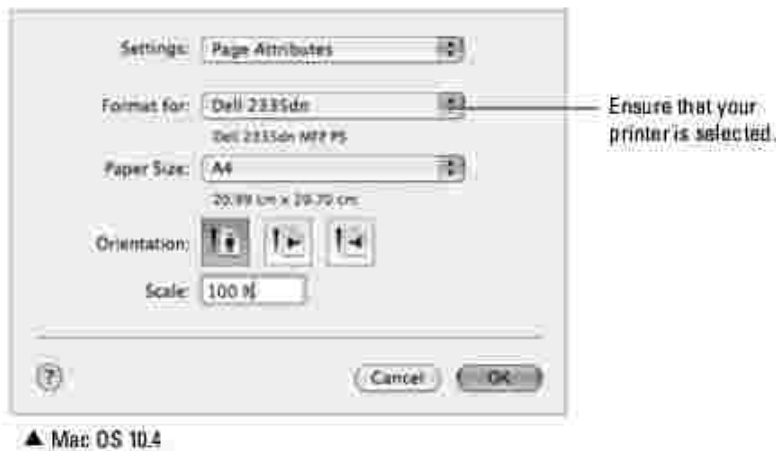 Settings: Page Attributes
Format for: Dell 2335dn
Ensure that your
printer is selected.
Dell 2335dn MFP PS
Paper Size: A4
20.99 cm x 29.70 cm
Orientation:
Scale: 100 %
? Cancel OK
▲ Mac OS 10.4